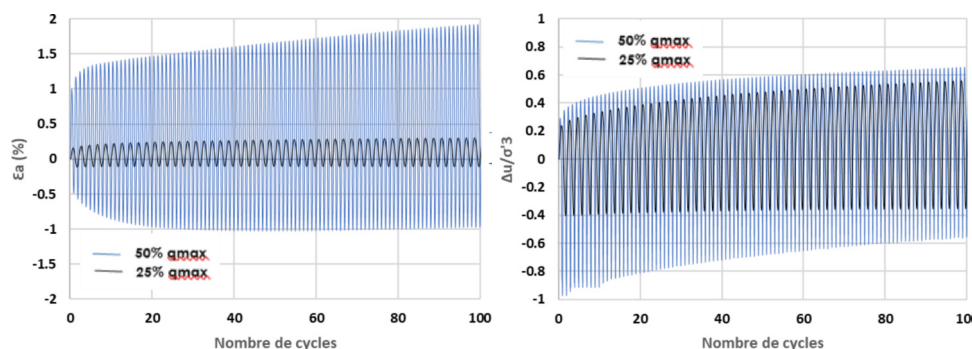 2
1.5
1
0.5
0
-0.5
-1
-1.5
-2
εa (%)
50% qmax
25% qmax
0 20 40 60 80 100
Nombre de cycles
1
0.8
0.6
0.4
0.2
0
-0.2
-0.4
-0.6
-0.8
-1
Δu/σ'3
50% qmax
25% qmax
0 20 40 60 80 100
Nombre de cycles